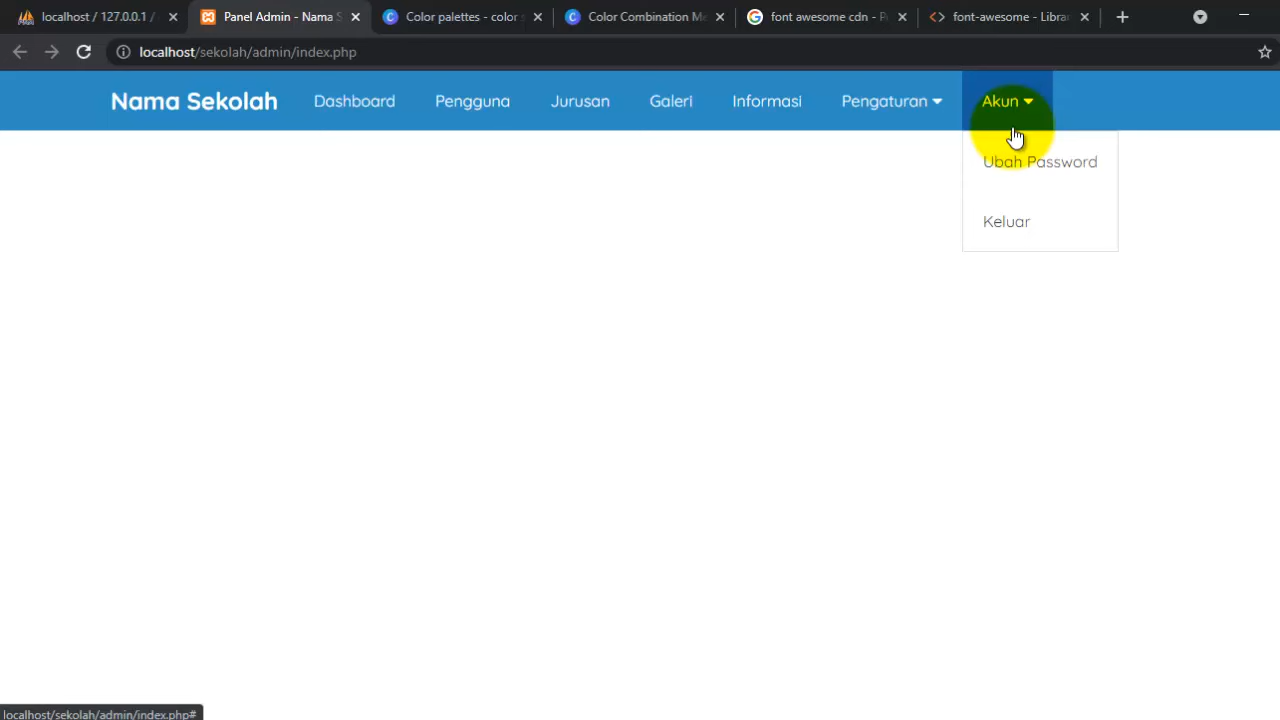 localhost / 127.0.0.1 /
Panel Admin - Nama S
Color palettes - color s
Color Combination Me
font awesome cdn - P
font-awesome - Librar
localhost/sekolah/admin/index.php
Nama Sekolah Dashboard Pengguna Jurusan Galeri Informasi Pengaturan Akun
Ubah Password
Keluar
localhost/sekolah/admin/index.php#